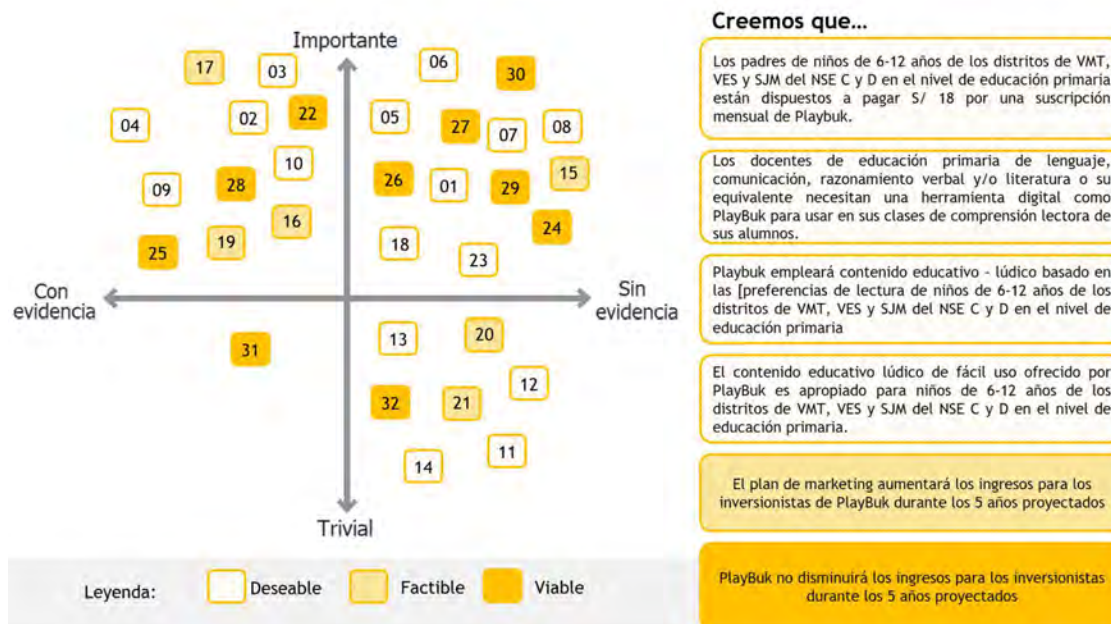 Creemos que...
Importante
17
03
06
30
04
02
22
05
27
07
08
10
09
28
26
01
29
15
16
25
19
18
24
23
Con
evidencia
Sin
evidencia
31
13
20
12
32
21
14
11
Trivial
Leyenda:
Deseable
Factible
Viable
Los padres de niños de 6-12 años de los distritos de VMT,
VES y SJM del NSE C y D en el nivel de educación primaria
están dispuestos a pagar S/ 18 por una suscripción
mensual de Playbuk.
Los docentes de educación primaria de lenguaje,
comunicación, razonamiento verbal y/o literatura o su
equivalente necesitan una herramienta digital como
PlayBuk para usar en sus clases de comprensión lectora de
sus alumnos.
Playbuk empleará contenido educativo - lúdico basado en
las [preferencias de lectura de niños de 6-12 años de los
distritos de VMT, VES y SJM del NSE C y D en el nivel de
educación primaria
El contenido educativo lúdico de fácil uso ofrecido por
PlayBuk es apropiado para niños de 6-12 años de los
distritos de VMT, VES y SJM del NSE C y D en el nivel de
educación primaria.
El plan de marketing aumentará los ingresos para los
inversionistas de PlayBuk durante los 5 años proyectados
PlayBuk no disminuirá los ingresos para los inversionistas
durante los 5 años proyectados